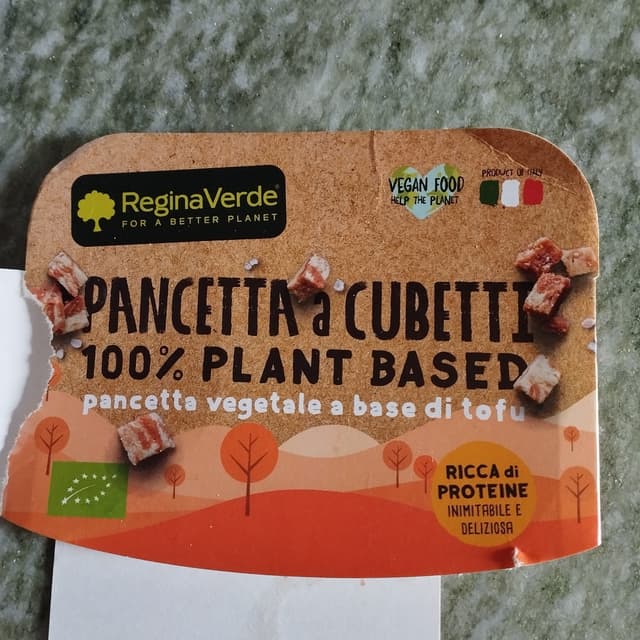 ReginaVerde
FOR A BETTER PLANET
VEGAN FOOD
HELP THE PLANET
PRODUCT OF ITALY
PANCETTA a CUBETTI
100% PLANT BASED
pancetta vegetale a base di tofu
RICCA di
PROTEINE
INIMITABILE E
DELIZIOSA